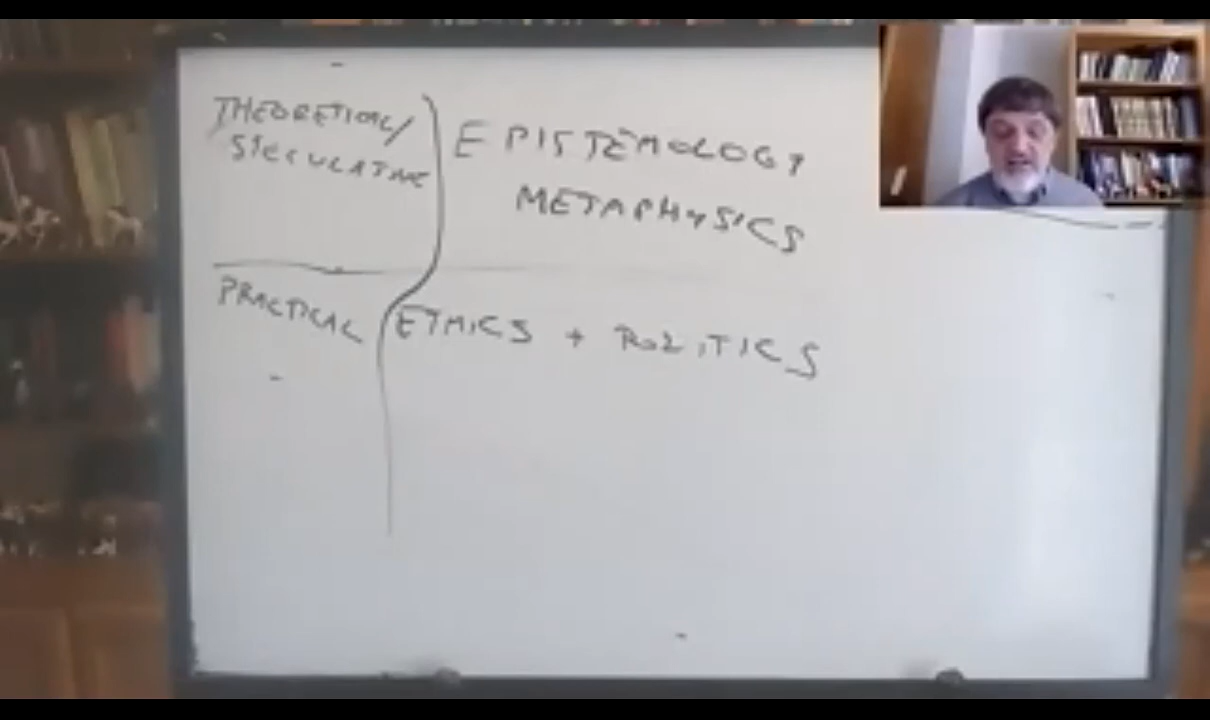 THEORETICAL/
SPECULATIVE
EPISTEMOLOGY
METAPHYSICS
PRACTICAL
ETHICS + POLITICS